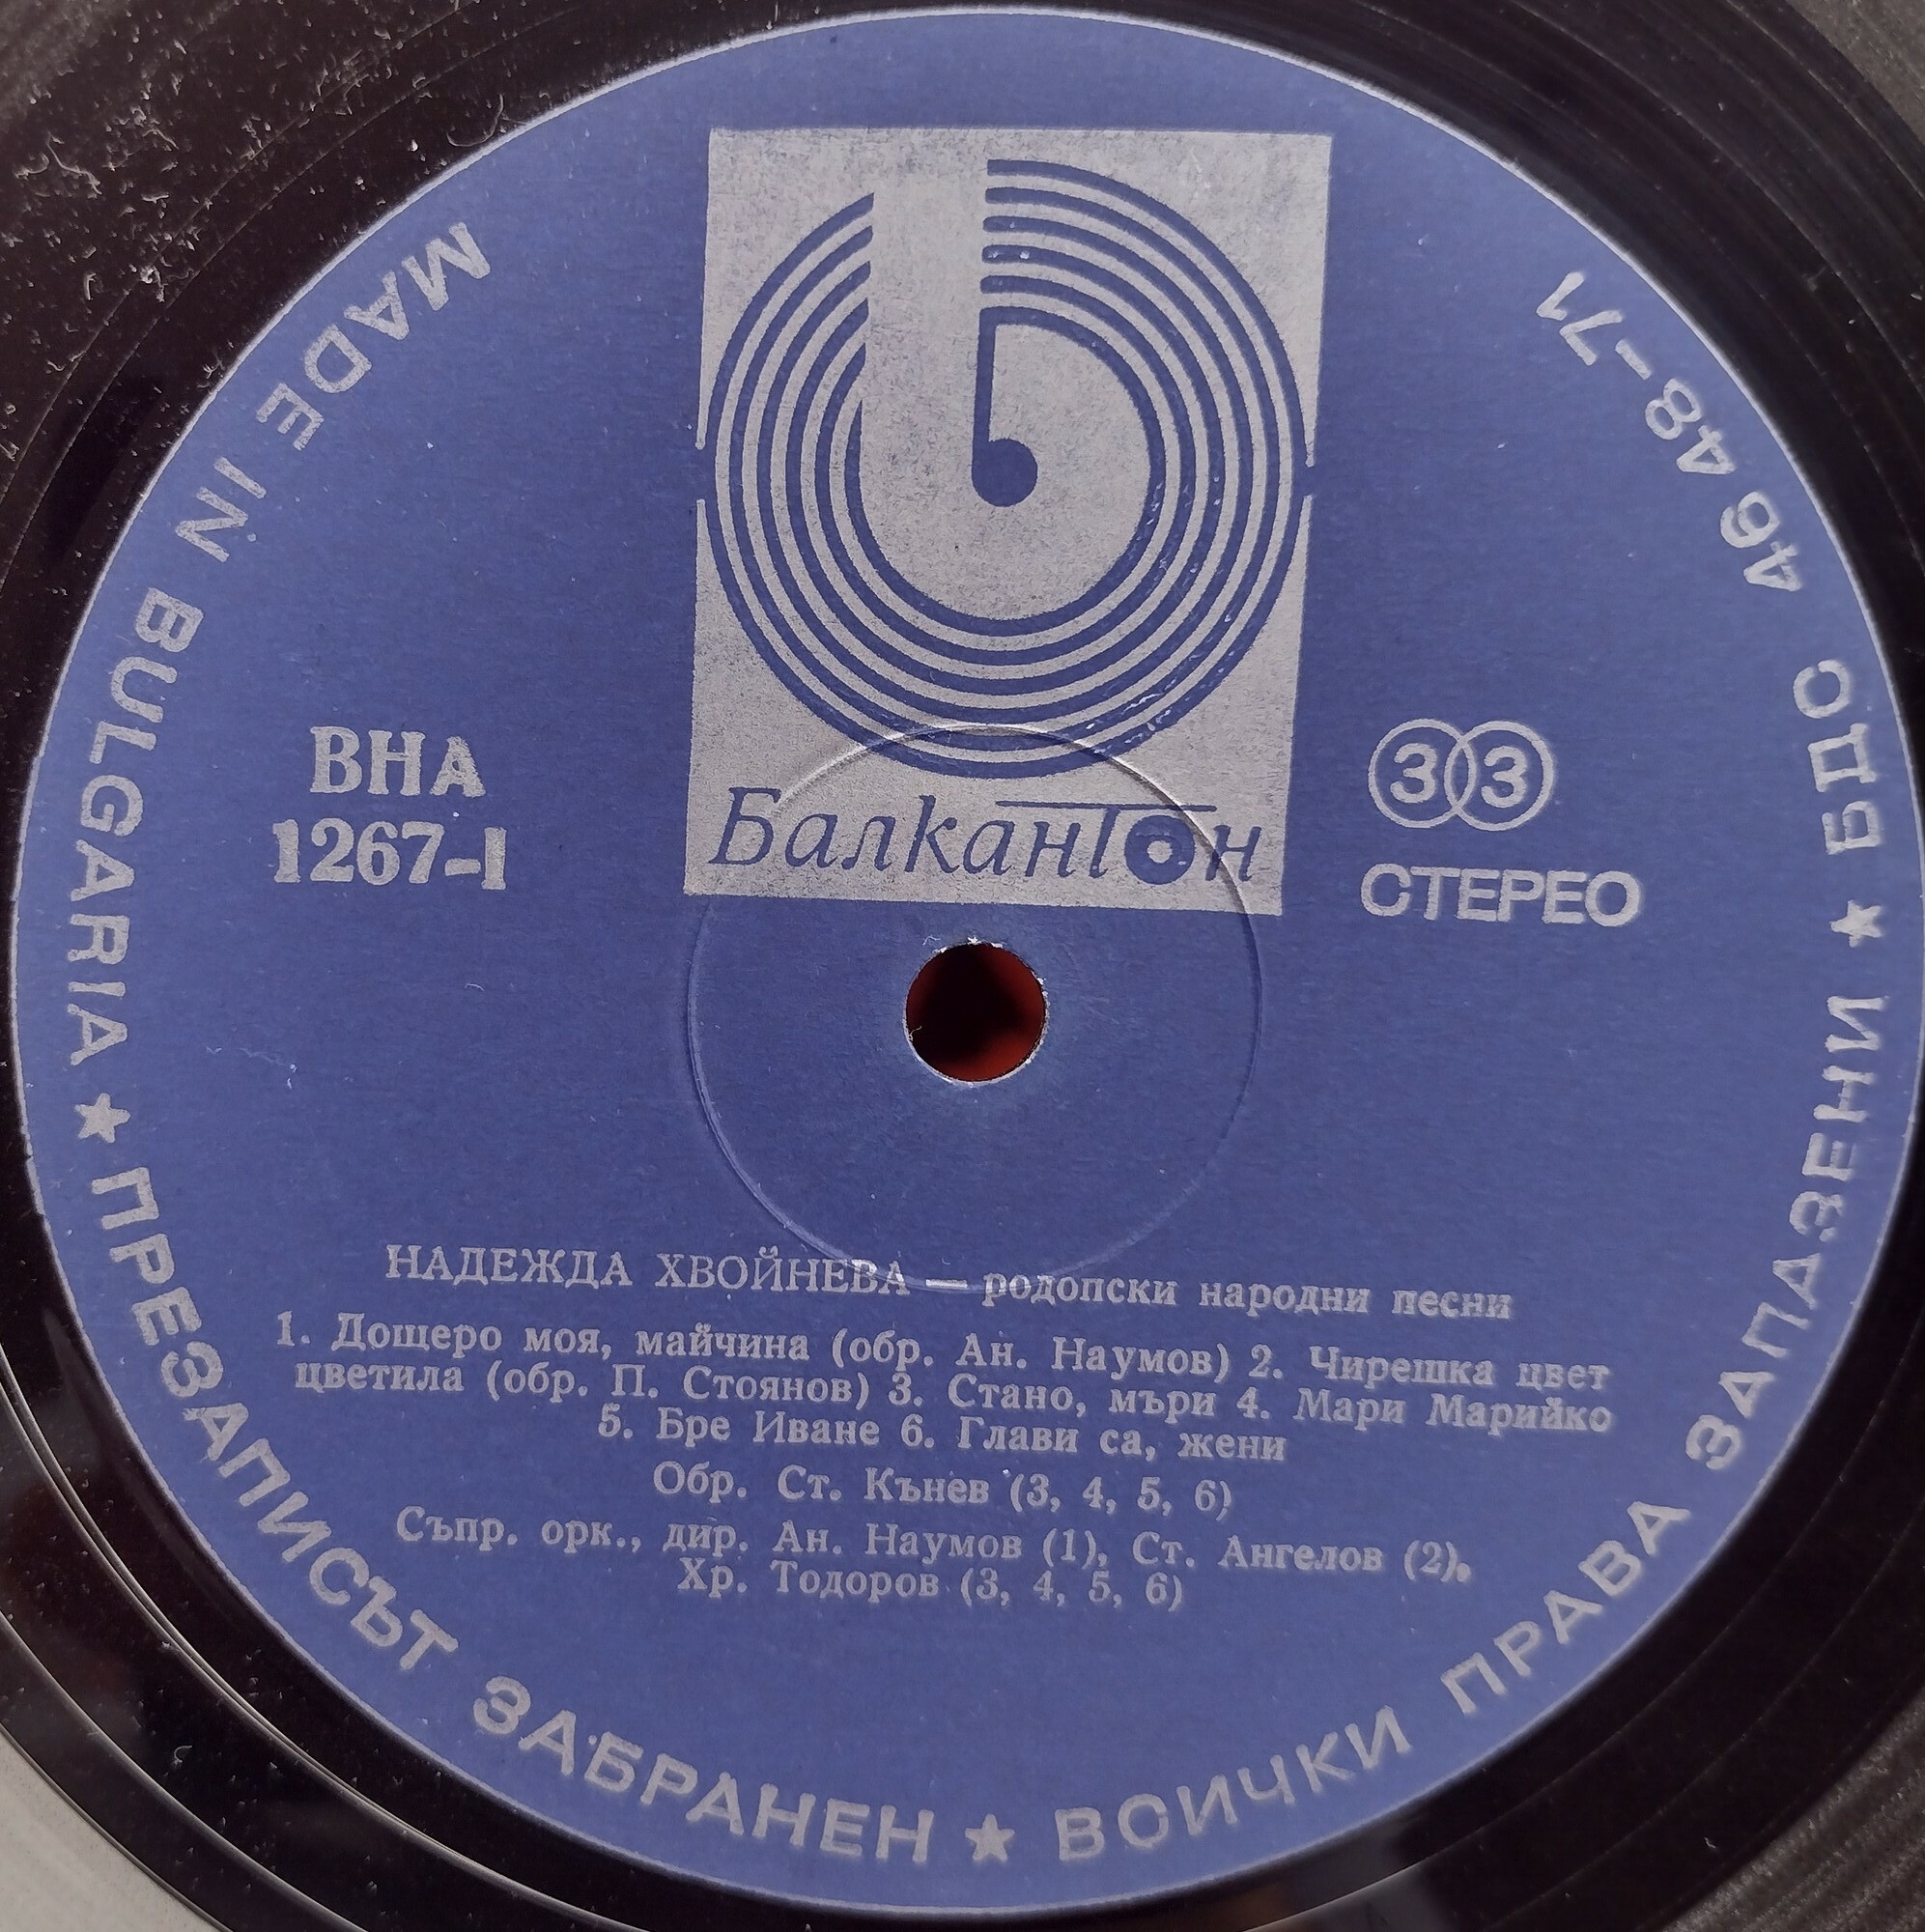 Балкантон
ВНА
1267-I
33
СТЕРЕО
НАДЕЖДА ХВОЙНЕВА — родопски народни песни
1. Дощеро моя, майчина (обр. Ан. Наумов) 2. Чирешка цвет
цветила (обр. П. Стоянов) 3. Стано, мъри 4. Мари Марийко
5. Бре Иване 6. Глави са, жени
Обр. Ст. Кънев (3, 4, 5, 6)
Съпр. орк., дир. Ан. Наумов (1), Ст. Ангелов (2),
Хр. Тодоров (3, 4, 5, 6)
MADE IN BULGARIA ★ ПРЕЗАПИСЪТ ЗАБРАНЕН ★ ВСИЧКИ ПРАВА ЗАПАЗЕНИ ★ БДС 46 48-71